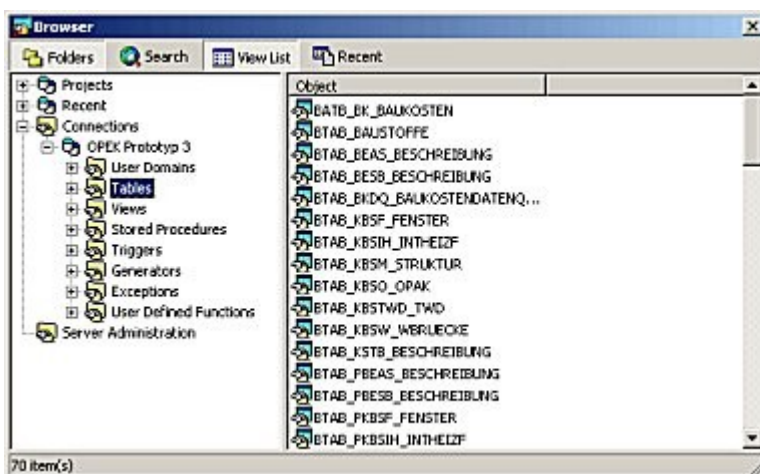 Browser
Folders Search View List Recent
Projects
Recent
Connections
OPEK Prototyp 3
User Domains
Tables
Views
Stored Procedures
Triggers
Generators
Exceptions
User Defined Functions
Server Administration
Object
BATB_BK_BAUKOSTEN
BTAB_BAUSTOFFE
BTAB_BEAS_BESCHREIBUNG
BTAB_BESB_BESCHREIBUNG
BTAB_BKDQ_BAUKOSTENDATENQ...
BTAB_KBSF_FENSTER
BTAB_KBSIH_INTHEIZF
BTAB_KBSM_STRUKTUR
BTAB_KBSO_OPAK
BTAB_KBSTWD_TWD
BTAB_KBSW_WBRUECKE
BTAB_KSTB_BESCHREIBUNG
BTAB_PBEAS_BESCHREIBUNG
BTAB_PBESB_BESCHREIBUNG
BTAB_PKBSF_FENSTER
BTAB_PKBSIH_INTHEIZF
70 item(s)